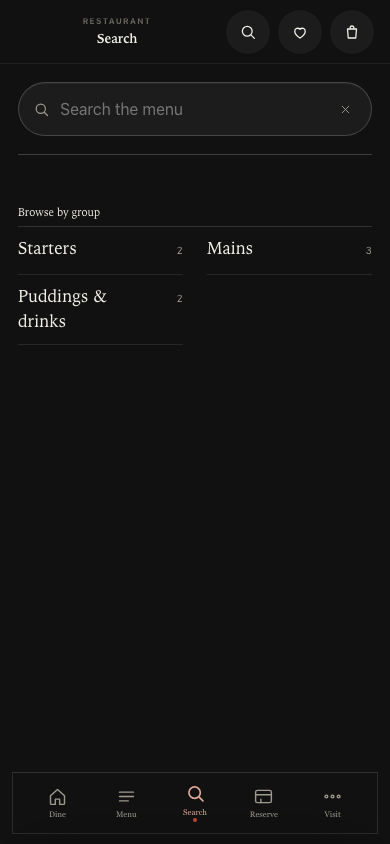 RESTAURANT
Search
Search the menu
Browse by group
Starters 2
Mains 3
Puddings & 2
drinks
Dine
Menu
Search
Reserve
Visit